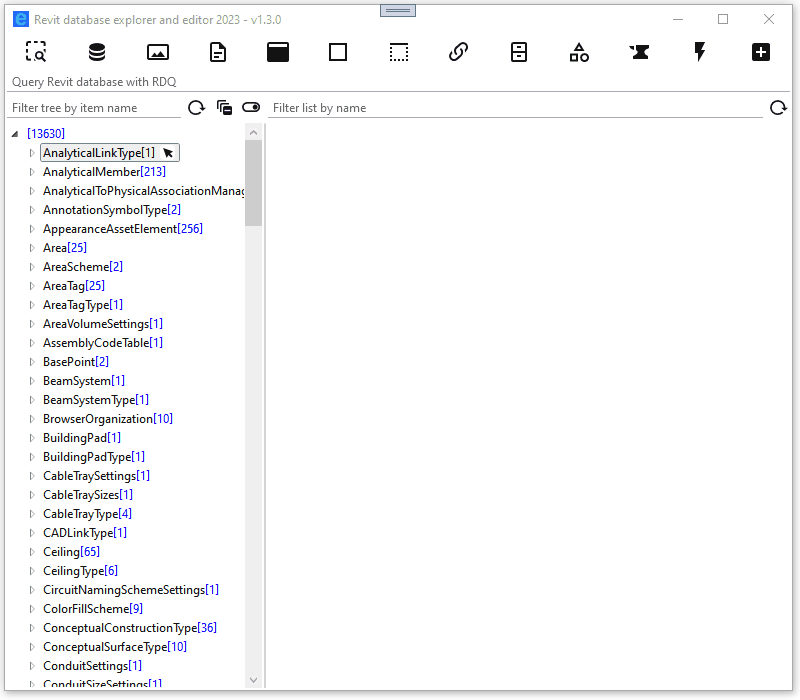 e Revit database explorer and editor 2023 - v1.3.0
Query Revit database with RDQ
Filter tree by item name
Filter list by name
[13630]
AnalyticalLinkType[1]
AnalyticalMember[213]
AnalyticalToPhysicalAssociationManag
AnnotationSymbolType[2]
AppearanceAssetElement[256]
Area[25]
AreaScheme[2]
AreaTag[25]
AreaTagType[1]
AreaVolumeSettings[1]
AssemblyCodeTable[1]
BasePoint[2]
BeamSystem[1]
BeamSystemType[1]
BrowserOrganization[10]
BuildingPad[1]
BuildingPadType[1]
CableTraySettings[1]
CableTraySizes[1]
CableTrayType[4]
CADLinkType[1]
Ceiling[65]
CeilingType[6]
CircuitNamingSchemeSettings[1]
ColorFillScheme[9]
ConceptualConstructionType[36]
ConceptualSurfaceType[10]
ConduitSettings[1]
ConduitSizeSettings[1]